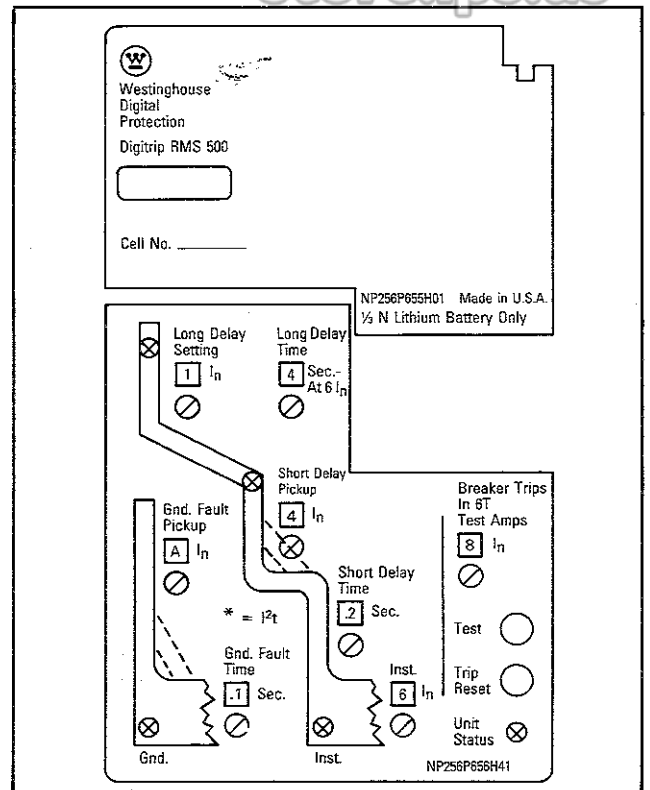 W
Westinghouse
Digital
Protection
Digitrip RMS 500
Cell No.
NP256P655H01 Made in U.S.A.
⅓ N Lithium Battery Only
Long Delay
Setting
1 In
Long Delay
Time
4 Sec.-
At 6 In
Short Delay
Pickup
4 In
Gnd. Fault
Pickup
A In
Breaker Trips
In 6T
Test Amps
8 In
Short Delay
Time
.2 Sec.
* = I²t
Gnd. Fault
Time
.1 Sec.
Inst.
6 In
Test
Trip
Reset
Unit
Status
Gnd.
Inst.
NP256P656H41